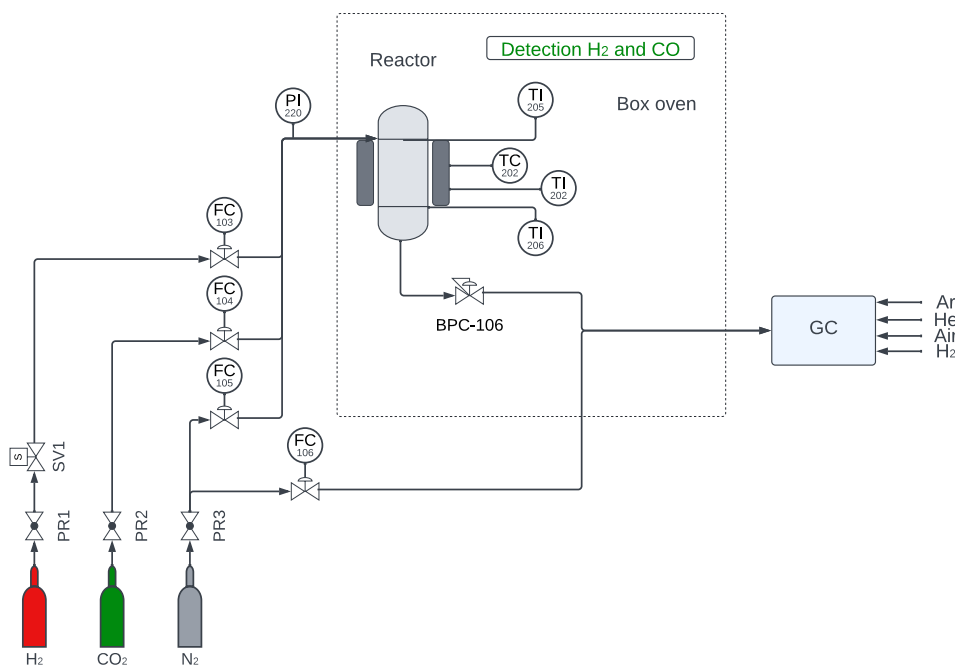 Detection H₂ and CO
Reactor
Box oven
PI
220
TI
205
TC
202
TI
202
TI
206
FC
103
FC
104
FC
105
FC
106
BPC-106
GC
Ar
He
Air
H₂
S
SV1
PR1
PR2
PR3
H₂
CO₂
N₂